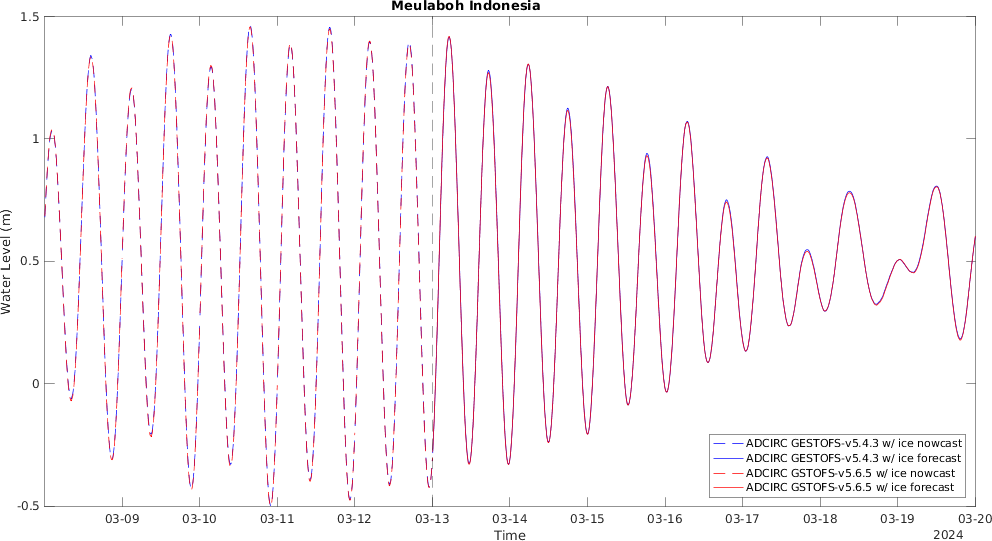 Meulaboh Indonesia
1.5
1
0.5
0
-0.5
Water Level (m)
ADCIRC GESTOFS-v5.4.3 w/ ice nowcast
ADCIRC GESTOFS-v5.4.3 w/ ice forecast
ADCIRC GSTOFS-v5.6.5 w/ ice nowcast
ADCIRC GSTOFS-v5.6.5 w/ ice forecast
03-09 03-10 03-11 03-12 03-13 03-14 03-15 03-16 03-17 03-18 03-19 03-20
Time
2024